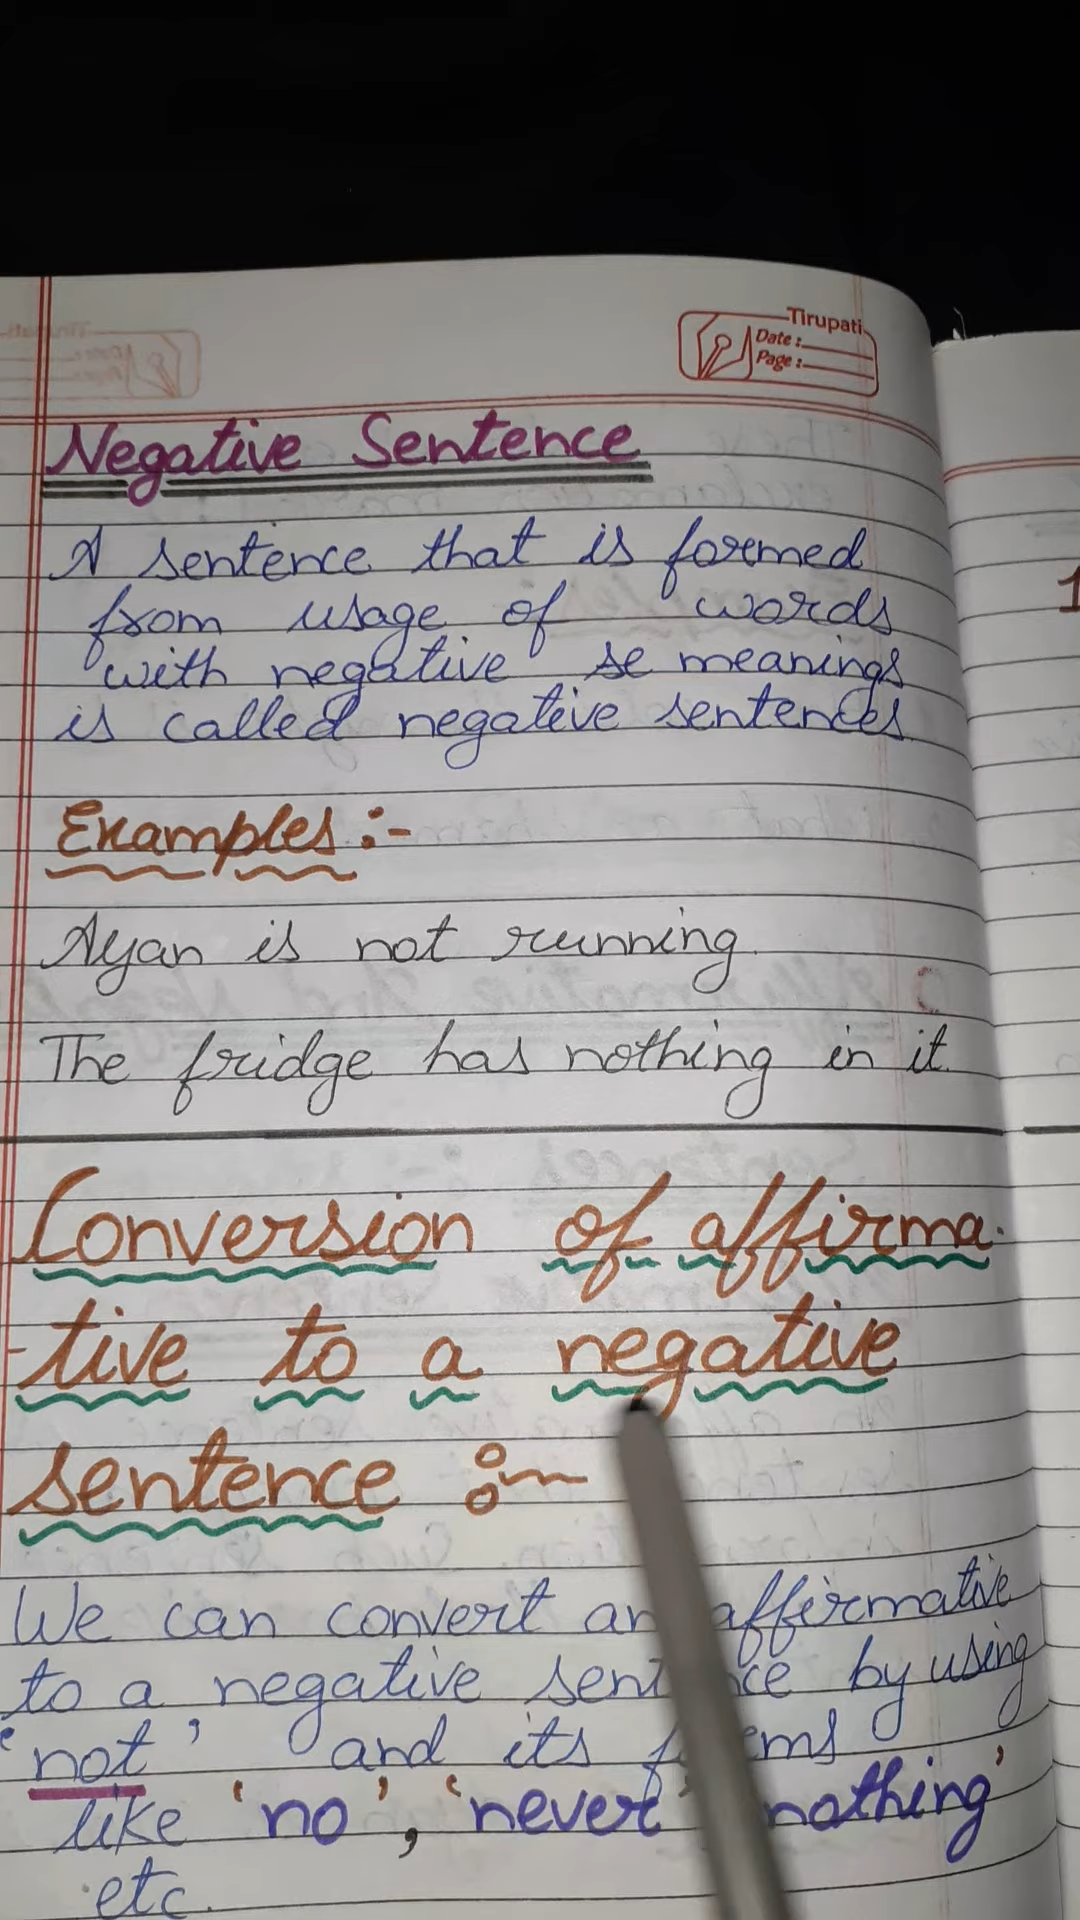 Tirupati
Date :
Page :
Negative Sentence
A sentence that is formed
from usage of words
with negative se meanings
is called negative sentences
Examples :-
Ayan is not running.
The fridge has nothing in it.
Conversion of affirma-
-tive to a negative
sentence :-
We can convert an affirmative
to a negative sentence by using
'not' and its forms
like 'no', 'never' nothing'
etc.
1